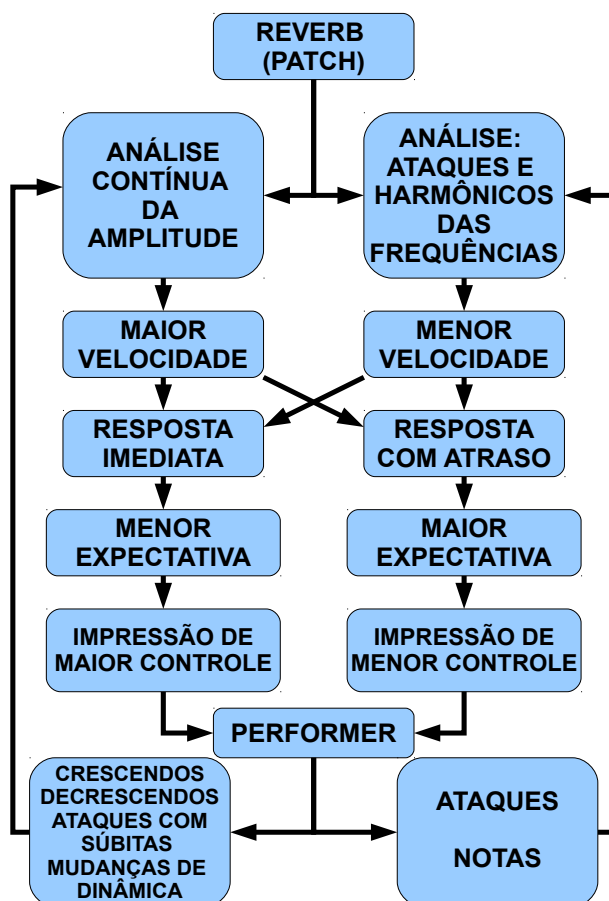 REVERB
(PATCH)
ANÁLISE
CONTÍNUA
DA
AMPLITUDE
ANÁLISE:
ATAQUES E
HARMÔNICOS
DAS
FREQUÊNCIAS
MAIOR
VELOCIDADE
MENOR
VELOCIDADE
RESPOSTA
IMEDIATA
RESPOSTA
COM ATRASO
MENOR
EXPECTATIVA
MAIOR
EXPECTATIVA
IMPRESSÃO DE
MAIOR CONTROLE
IMPRESSÃO DE
MENOR CONTROLE
PERFORMER
CRESCENDOS
DECRESCENDOS
ATAQUES COM
SÚBITAS
MUDANÇAS DE
DINÂMICA
ATAQUES
NOTAS